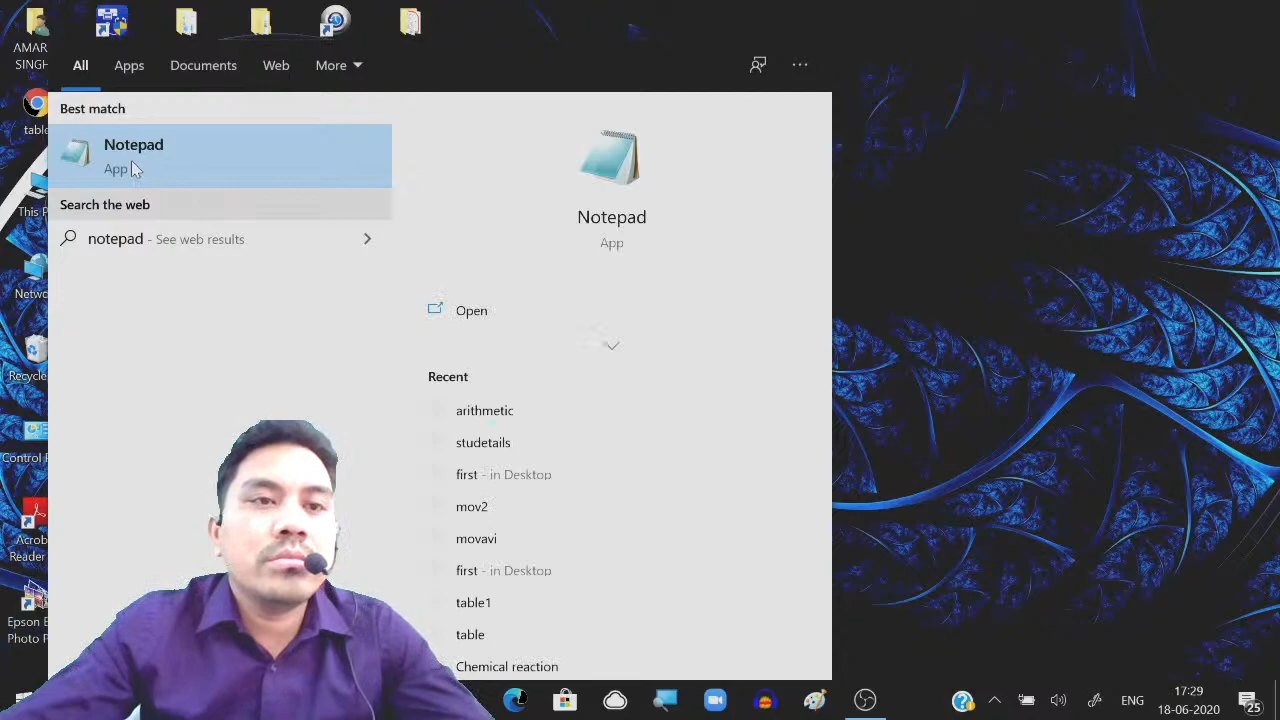 AMAR
SINGH
All Apps Documents Web More
Best match
Notepad
App
Search the web
notepad - See web results
Notepad
App
Open
Recent
arithmetic
studetails
first - in Desktop
mov2
movavi
first - in Desktop
table1
table
Chemical reaction
table
This P
Netwo
Recycle
Control P
Acrob
Reader
Epson E
Photo P
ENG
17:29
18-06-2020
25